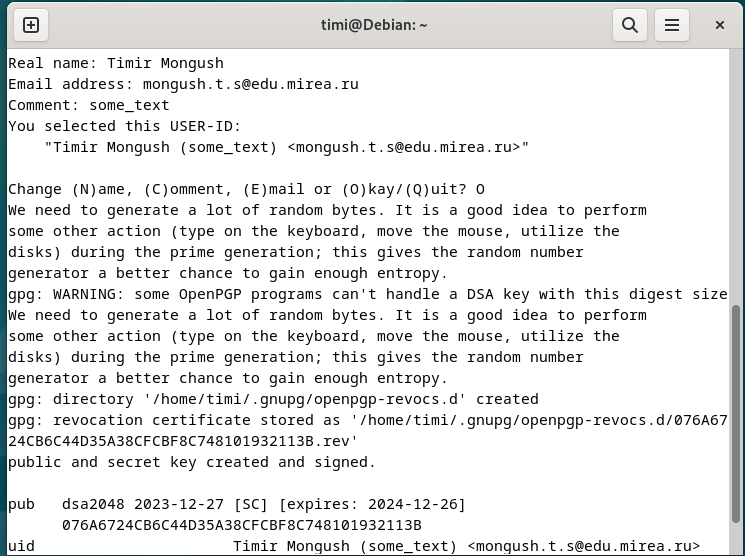 timi@Debian: ~
Real name: Timir Mongush
Email address: mongush.t.s@edu.mirea.ru
Comment: some_text
You selected this USER-ID:
    "Timir Mongush (some_text) <mongush.t.s@edu.mirea.ru>"

Change (N)ame, (C)omment, (E)mail or (O)kay/(Q)uit? O
We need to generate a lot of random bytes. It is a good idea to perform
some other action (type on the keyboard, move the mouse, utilize the
disks) during the prime generation; this gives the random number
generator a better chance to gain enough entropy.
gpg: WARNING: some OpenPGP programs can't handle a DSA key with this digest size
We need to generate a lot of random bytes. It is a good idea to perform
some other action (type on the keyboard, move the mouse, utilize the
disks) during the prime generation; this gives the random number
generator a better chance to gain enough entropy.
gpg: directory '/home/timi/.gnupg/openpgp-revocs.d' created
gpg: revocation certificate stored as '/home/timi/.gnupg/openpgp-revocs.d/076A67
24CB6C44D35A38CFCBF8C748101932113B.rev'
public and secret key created and signed.

pub   dsa2048 2023-12-27 [SC] [expires: 2024-12-26]
      076A6724CB6C44D35A38CFCBF8C748101932113B
uid                      Timir Mongush (some_text) <mongush.t.s@edu.mirea.ru>